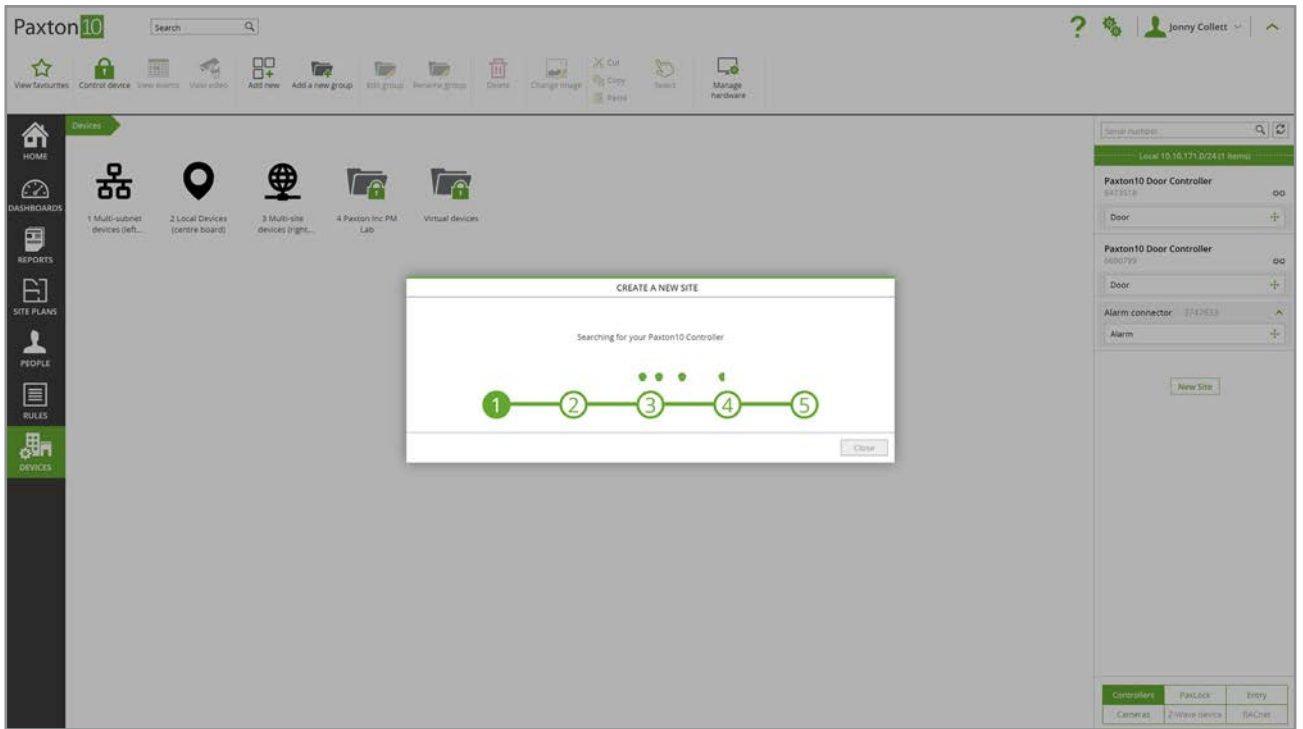 Paxton10
Search
Jonny Collett
View favourites
Control device
View events
View video
Add new
Add a new group
Edit group
Rename group
Delete
Change image
Cut
Copy
Paste
Select
Manage
hardware
HOME
DASHBOARDS
REPORTS
SITE PLANS
PEOPLE
RULES
DEVICES
Devices
1 Multi-subnet
devices (left...
2 Local Devices
(centre board)
3 Multi-site
devices (right...
4 Paxton Inc PM
Lab
Virtual devices
CREATE A NEW SITE
Searching for your Paxton10 Controller
1 2 3 4 5
Close
Serial number
Local 10.10.171.0/24 (1 items)
Paxton10 Door Controller
Door
Paxton10 Door Controller
Door
Alarm connector
Alarm
New Site
Controllers PaxLock Entry
Cameras Z-Wave device BACnet